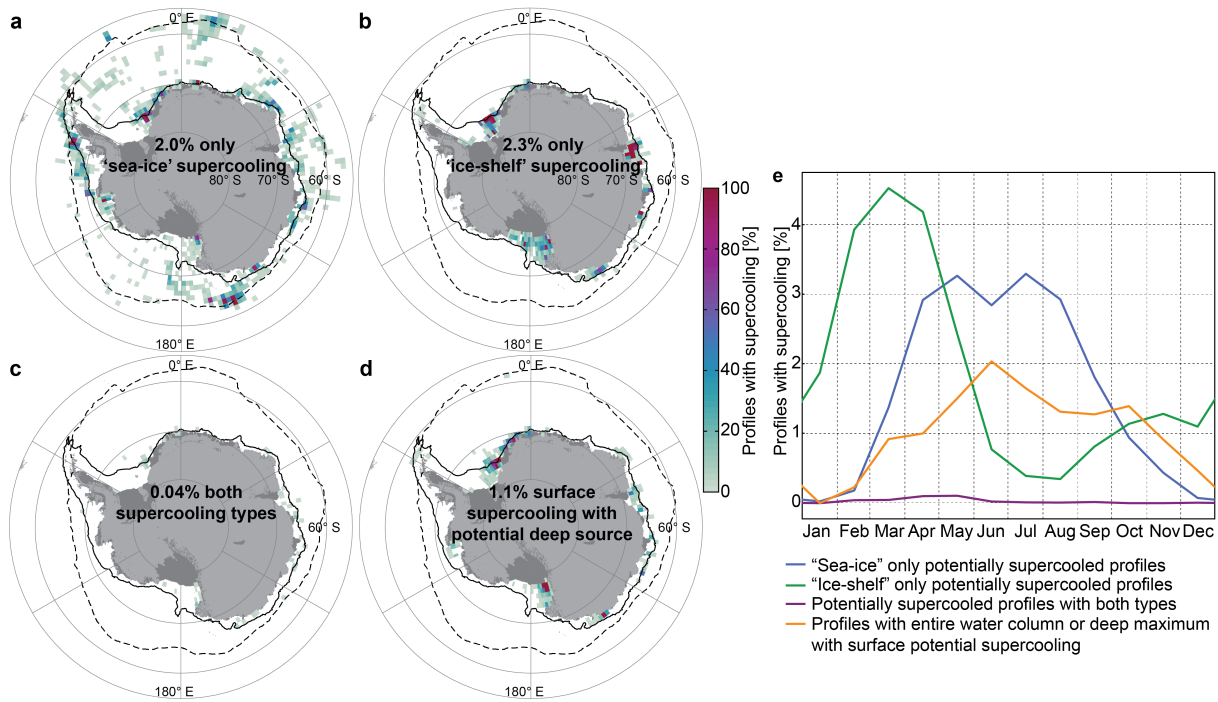 a
0° E
2.0% only
‘sea-ice’ supercooling
80° S
70° S
60° S
180° E
b
0° E
2.3% only
‘ice-shelf’ supercooling
80° S
70° S
60° S
180° E
c
0° E
0.04% both
supercooling types
60° S
180° E
d
0° E
1.1% surface
supercooling with
potential deep source
60° S
180° E
100
80
60
40
20
0
Profiles with supercooling [%]
e
Profiles with supercooling [%]
4
3
2
1
0
Jan Feb Mar Apr May Jun Jul Aug Sep Oct Nov Dec
“Sea-ice” only potentially supercooled profiles
“Ice-shelf” only potentially supercooled profiles
Potentially supercooled profiles with both types
Profiles with entire water column or deep maximum
with surface potential supercooling